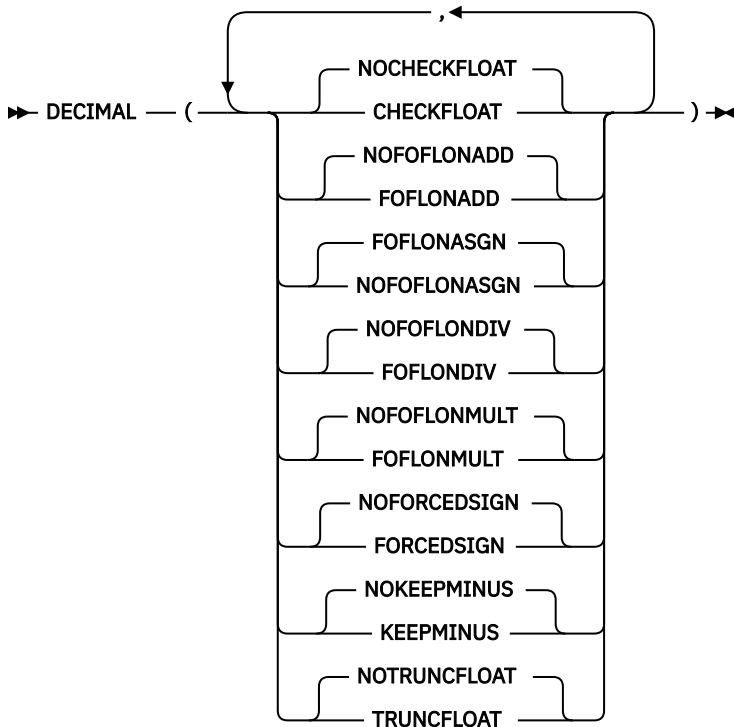 ,
NOCHECKFLOAT
DECIMAL ( CHECKFLOAT )
NOFOFLONADD
FOFLONADD
FOFLONASGN
NOFOFLONASGN
NOFOFLONDIV
FOFLONDIV
NOFOFLONMULT
FOFLONMULT
NOFORCEDSIGN
FORCEDSIGN
NOKEEPMINUS
KEEPMINUS
NOTRUNCFLOAT
TRUNCFLOAT